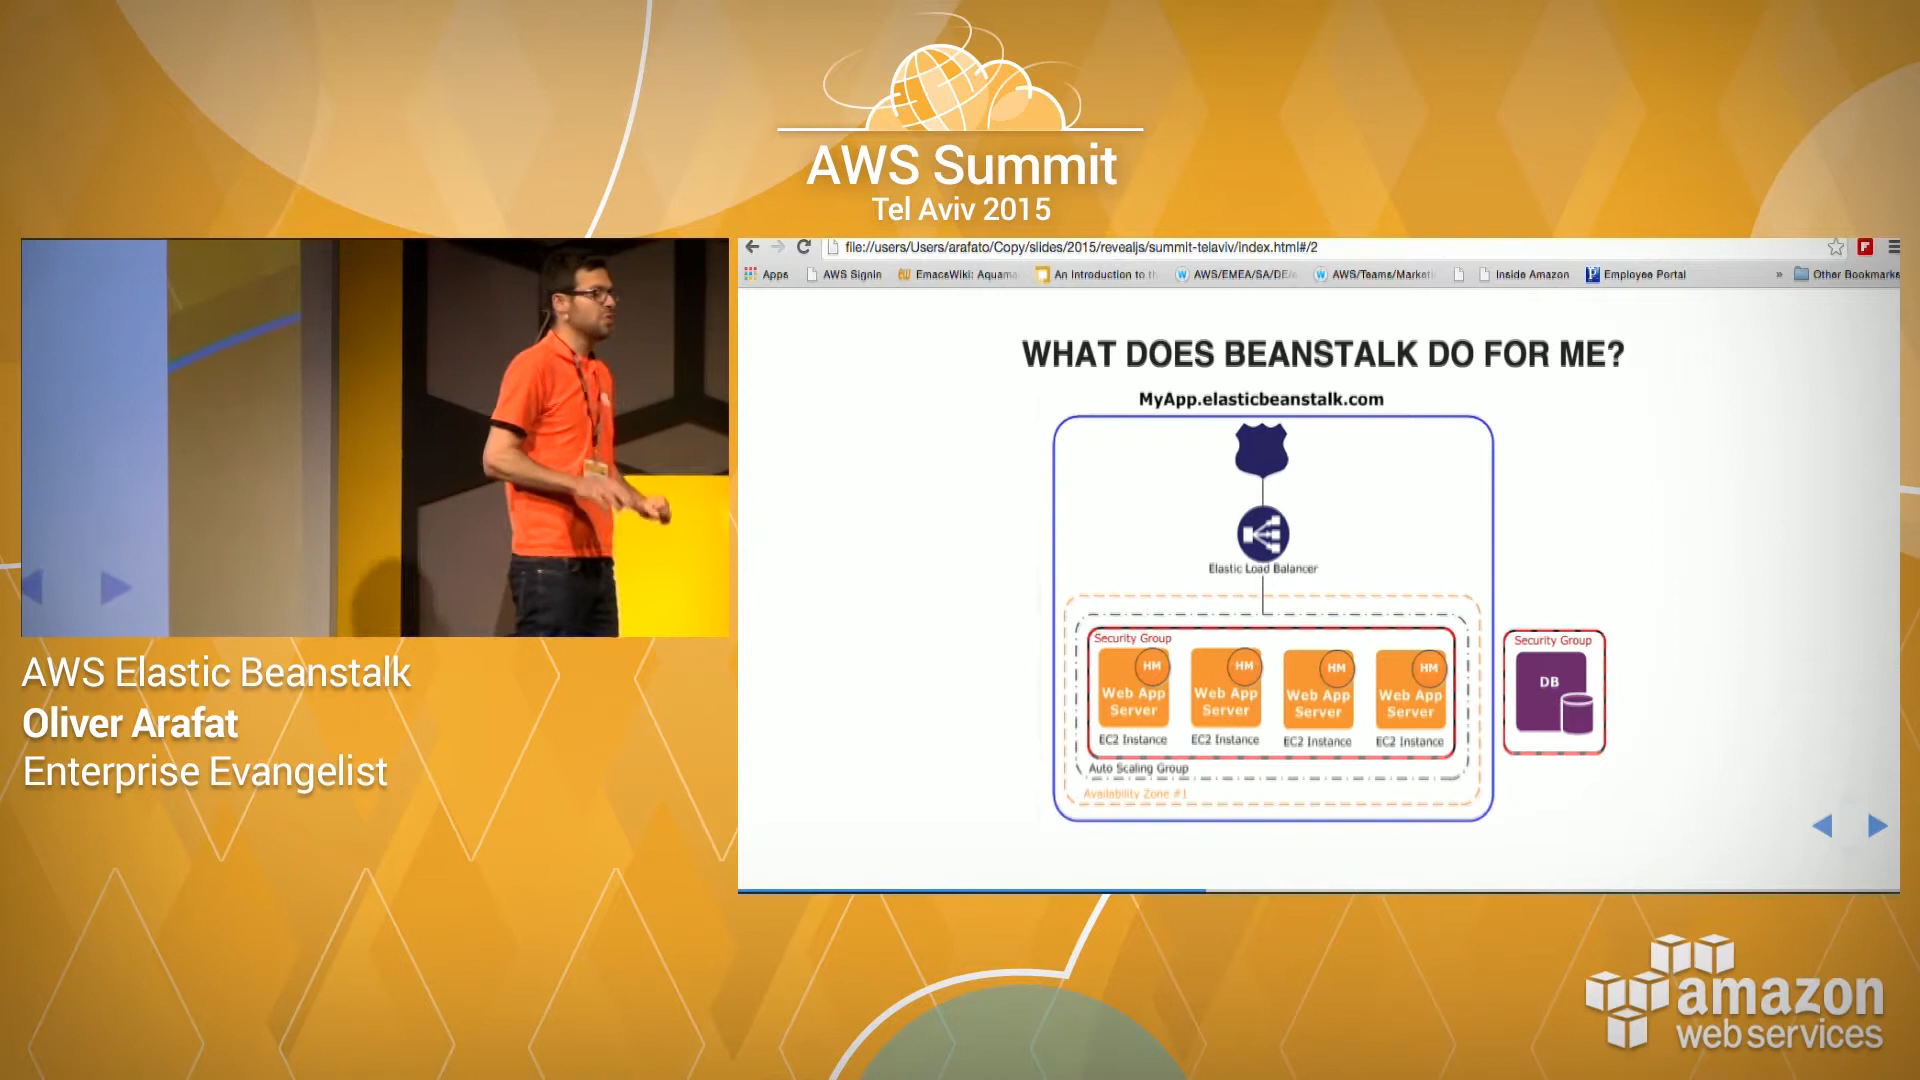 AWS Summit
Tel Aviv 2015
file://users/Users/arafato/Copy/slides/2015/revealjs/summit-telaviv/index.html#/2
Apps AWS Signin EmacsWiki: Aquama An Introduction to th AWS/EMEA/SA/DE/ AWS/Teams/Market Inside Amazon Employee Portal » Other Bookmarks
WHAT DOES BEANSTALK DO FOR ME?
MyApp.elasticbeanstalk.com
Elastic Load Balancer
Security Group
HM HM HM HM
Web App Server Web App Server Web App Server Web App Server
EC2 Instance EC2 Instance EC2 Instance EC2 Instance
Auto Scaling Group
Availability Zone #1
Security Group
DB
AWS Elastic Beanstalk
Oliver Arafat
Enterprise Evangelist
amazon
web services